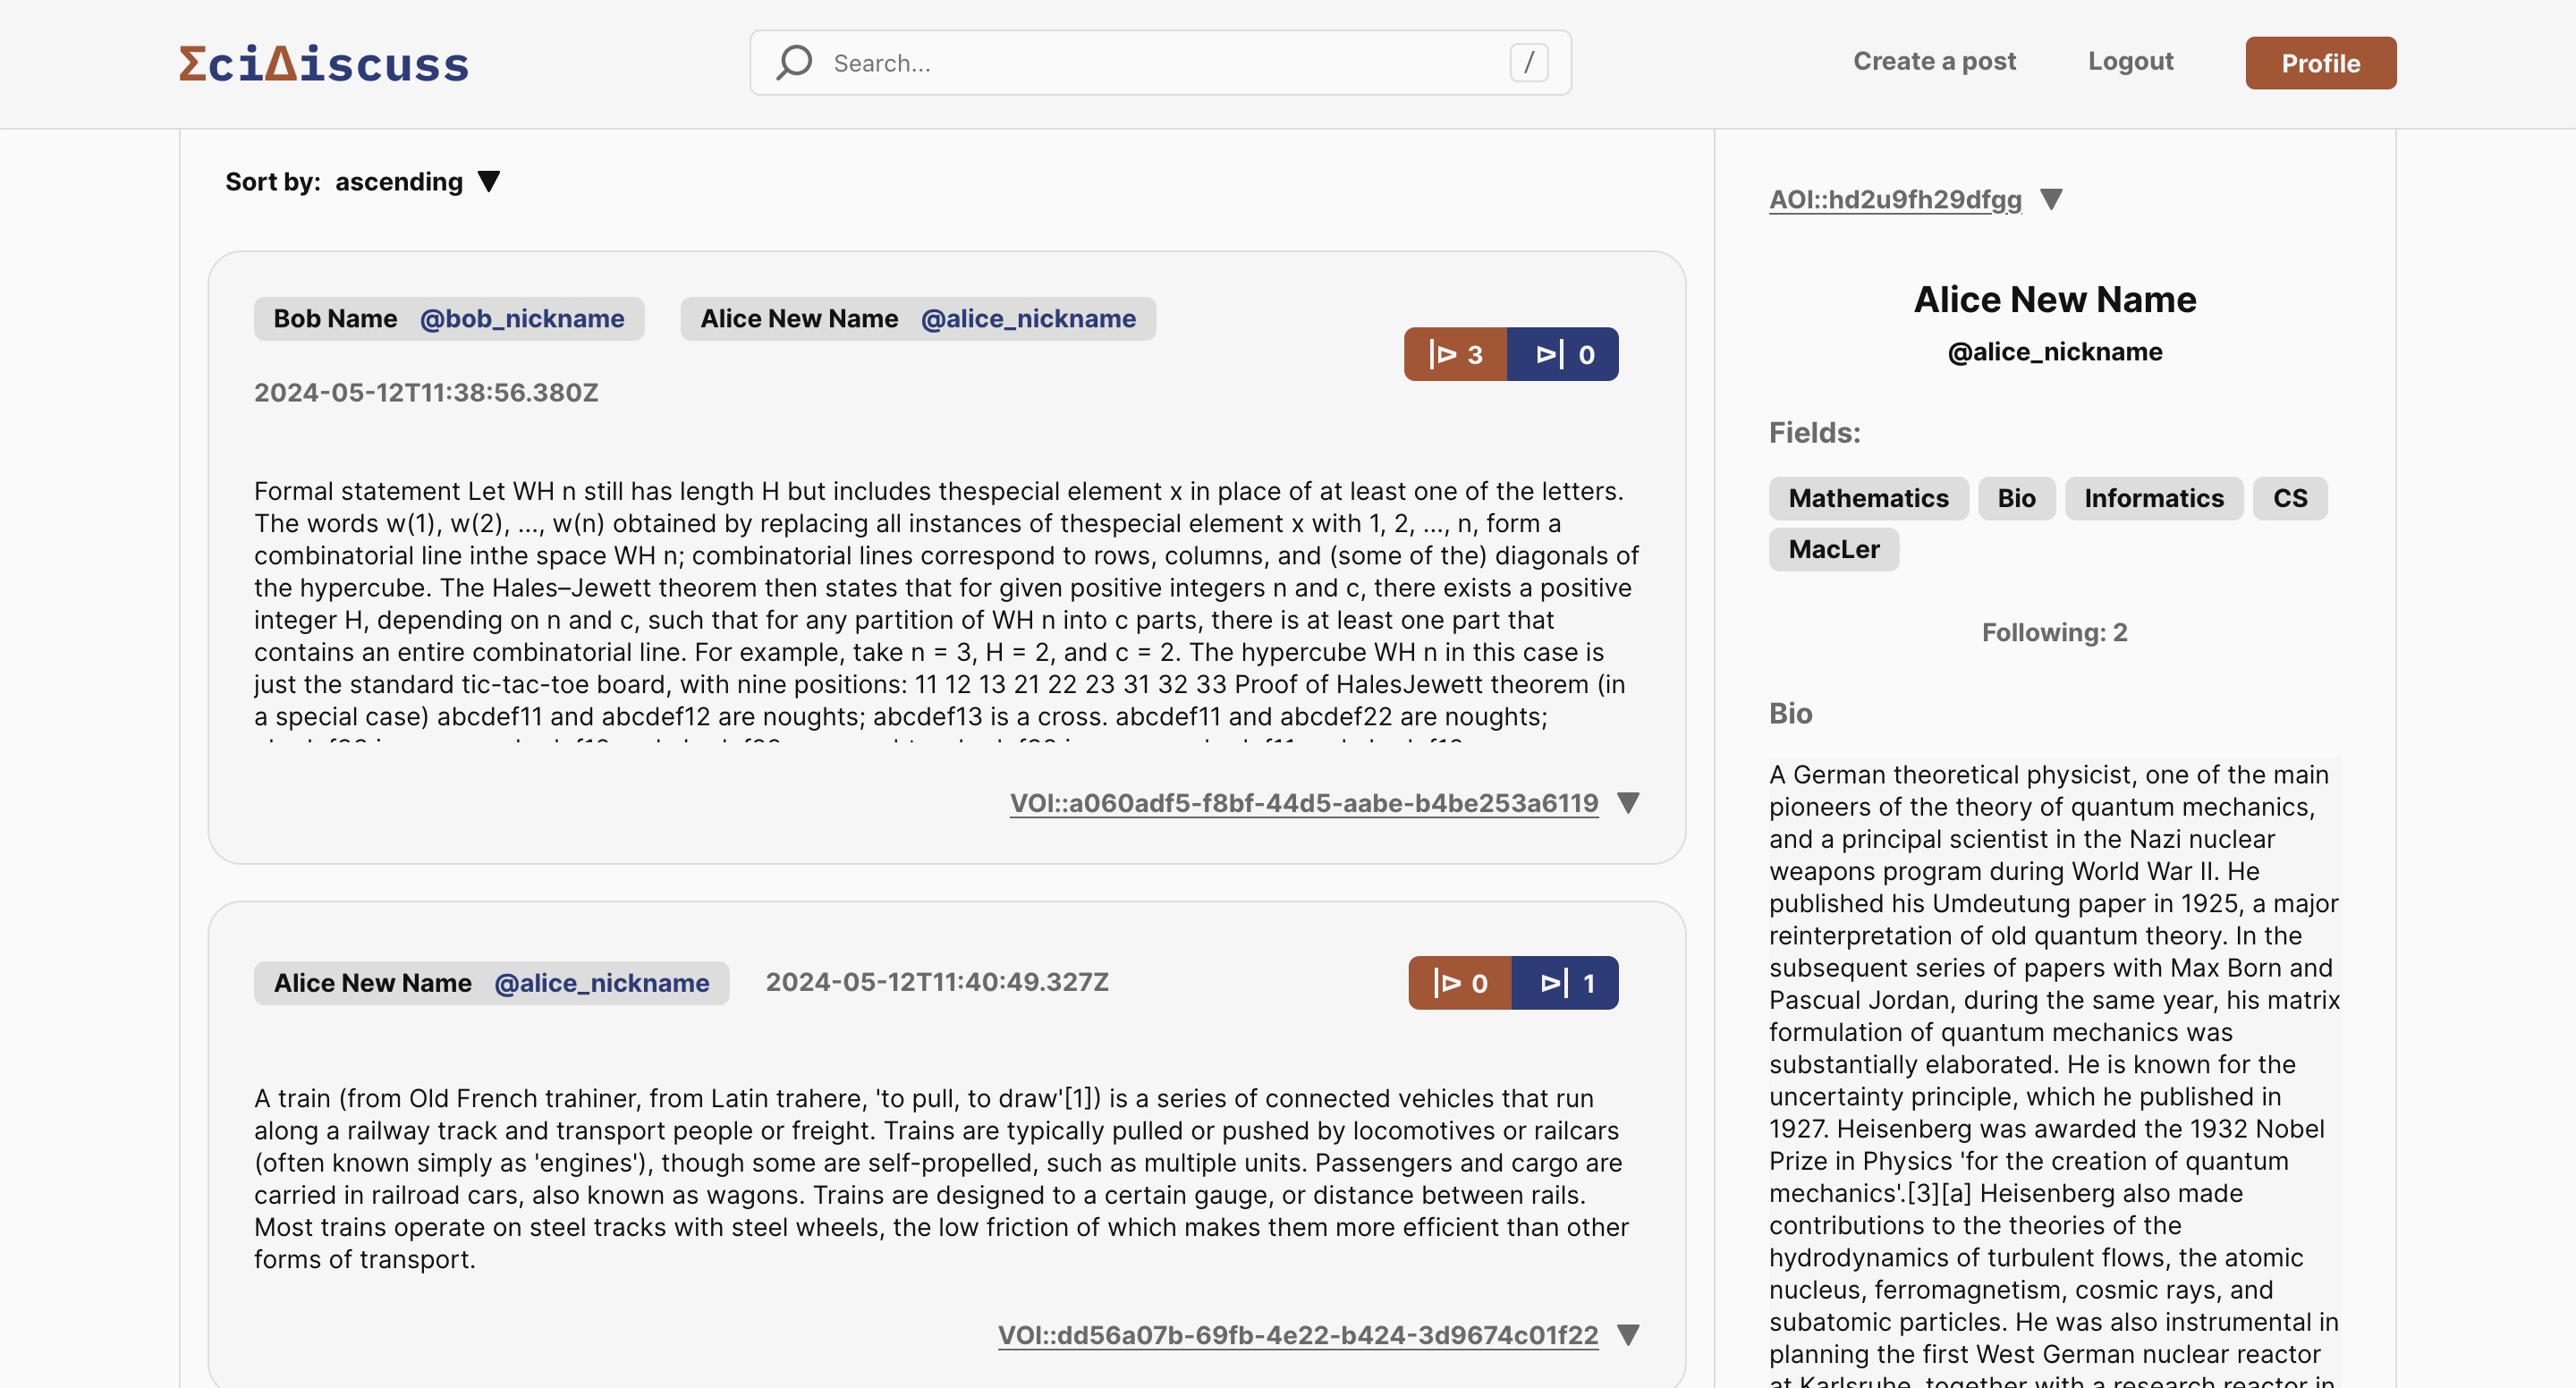 ΣciΔiscuss
Search...
/
Create a post
Logout
Profile
Sort by: ascending ▼
Bob Name @bob_nickname
Alice New Name @alice_nickname
2024-05-12T11:38:56.380Z
|⊳ 3
⊳| 0
Formal statement Let WH n still has length H but includes thespecial element x in place of at least one of the letters.
The words w(1), w(2), ..., w(n) obtained by replacing all instances of thespecial element x with 1, 2, ..., n, form a
combinatorial line inthe space WH n; combinatorial lines correspond to rows, columns, and (some of the) diagonals of
the hypercube. The Hales–Jewett theorem then states that for given positive integers n and c, there exists a positive
integer H, depending on n and c, such that for any partition of WH n into c parts, there is at least one part that
contains an entire combinatorial line. For example, take n = 3, H = 2, and c = 2. The hypercube WH n in this case is
just the standard tic-tac-toe board, with nine positions: 11 12 13 21 22 23 31 32 33 Proof of HalesJewett theorem (in
a special case) abcdef11 and abcdef12 are noughts; abcdef13 is a cross. abcdef11 and abcdef22 are noughts;
VOI::a060adf5-f8bf-44d5-aabe-b4be253a6119 ▼
Alice New Name @alice_nickname
2024-05-12T11:40:49.327Z
|⊳ 0
⊳| 1
A train (from Old French trahiner, from Latin trahere, 'to pull, to draw'[1]) is a series of connected vehicles that run
along a railway track and transport people or freight. Trains are typically pulled or pushed by locomotives or railcars
(often known simply as 'engines'), though some are self-propelled, such as multiple units. Passengers and cargo are
carried in railroad cars, also known as wagons. Trains are designed to a certain gauge, or distance between rails.
Most trains operate on steel tracks with steel wheels, the low friction of which makes them more efficient than other
forms of transport.
VOI::dd56a07b-69fb-4e22-b424-3d9674c01f22 ▼
AOI::hd2u9fh29dfgg ▼
Alice New Name
@alice_nickname
Fields:
Mathematics Bio Informatics CS
MacLer
Following: 2
Bio
A German theoretical physicist, one of the main
pioneers of the theory of quantum mechanics,
and a principal scientist in the Nazi nuclear
weapons program during World War II. He
published his Umdeutung paper in 1925, a major
reinterpretation of old quantum theory. In the
subsequent series of papers with Max Born and
Pascual Jordan, during the same year, his matrix
formulation of quantum mechanics was
substantially elaborated. He is known for the
uncertainty principle, which he published in
1927. Heisenberg was awarded the 1932 Nobel
Prize in Physics 'for the creation of quantum
mechanics'.[3][a] Heisenberg also made
contributions to the theories of the
hydrodynamics of turbulent flows, the atomic
nucleus, ferromagnetism, cosmic rays, and
subatomic particles. He was also instrumental in
planning the first West German nuclear reactor
at Karlsruhe, together with a research reactor in